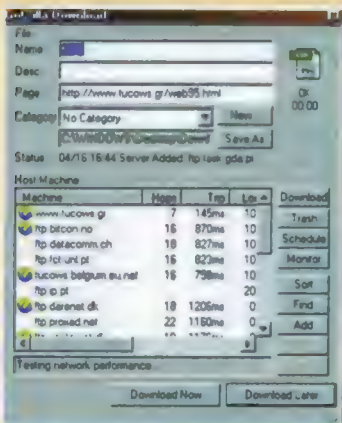 Download
File
Name
Desc
Page http://www.tucows.gr/web95.html
Category No Category New
Save As
Status 04/16 16:44 Server Added: ftp.task.gda.pl
0K
00:00
Host Machine
Machine Hops Trip
www.tucows.gr 7 145ms 10
ftp.bitcon.no 16 870ms 10
ftp.datacomm.ch 18 827ms 10
ftp.fct.unl.pt 16 823ms 10
tucows.belgium.eu.net 16 798ms 10
ftp.ip.pt 20
ftp.darenet.dk 18 1206ms 0
ftp.proxad.net 22 1160ms 0
Download
Trash
Schedule
Monitor
Sort
Find
Add
Testing network performance...
Download Now Download Later